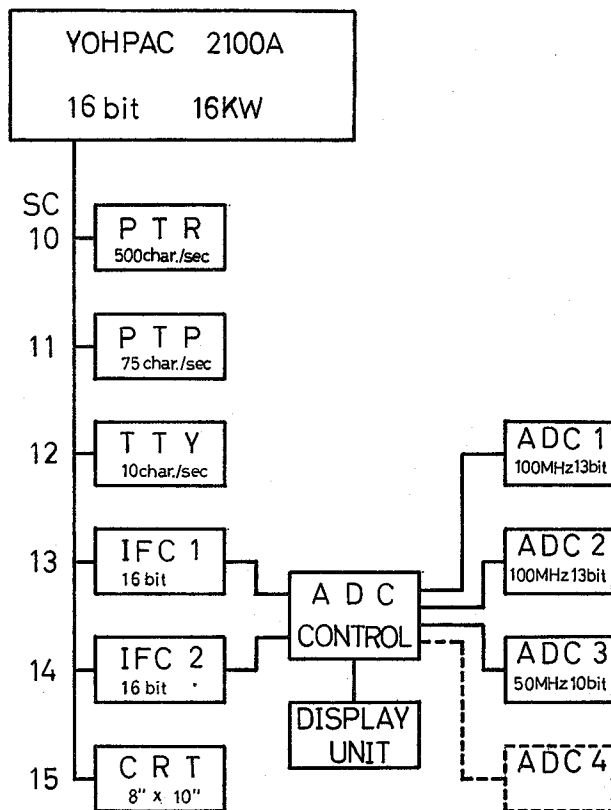 YOHPAC 2100A
16 bit 16KW
SC
10
P T R
500char./sec
11
P T P
75char./sec
12
T T Y
10char./sec
13
IFC 1
16 bit
14
IFC 2
16 bit
15
C R T
8" x 10"
A D C
CONTROL
DISPLAY
UNIT
ADC 1
100MHz13bit
ADC 2
100MHz13bit
ADC 3
50MHz10bit
ADC 4